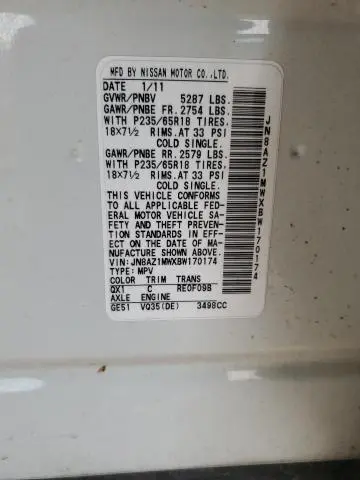 MFD BY NISSAN MOTOR CO.,LTD.
DATE 1/11
GVWR/PNBV 5287 LBS.
GAWR/PNBE FR. 2754 LBS.
WITH P235/65R18 TIRES.
18X7½ RIMS.AT 33 PSI
COLD SINGLE.
GAWR/PNBE RR. 2579 LBS.
WITH P235/65R18 TIRES.
18X7½ RIMS.AT 33 PSI
COLD SINGLE.
THIS VEHICLE CONFORMS
TO ALL APPLICABLE FED-
ERAL MOTOR VEHICLE SA-
FETY AND THEFT PREVENT-
ION STANDARDS IN EFF-
ECT ON THE DATE OF MA-
NUFACTURE SHOWN ABOVE.
VIN: JN8AZ1MWXBW170174
TYPE: MPV
COLOR TRIM TRANS
QX1 C RE0F09B
AXLE ENGINE
GE51 VQ35(DE) 3498CC
JN8AZ1MWXBW170174